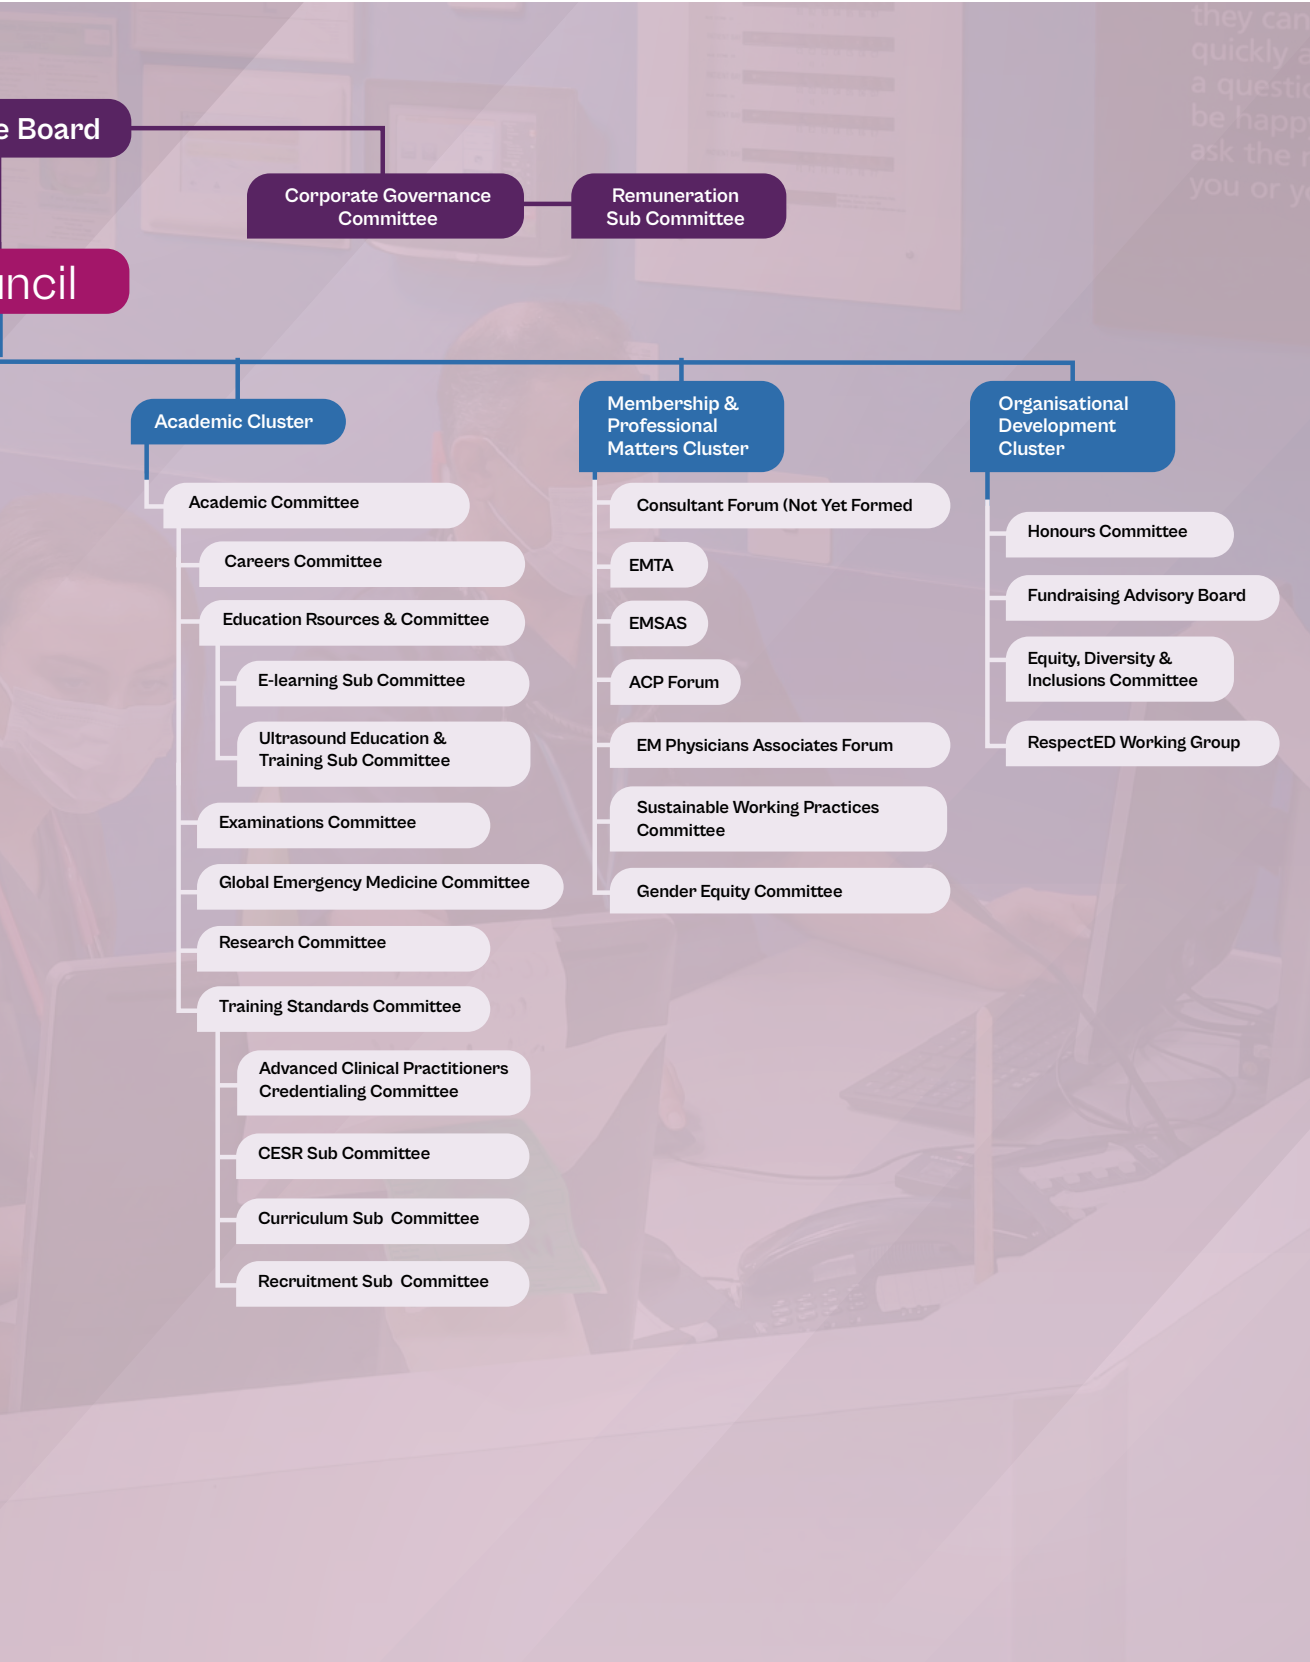 they can
quickly a
a questio
be happ
ask the
you or yo
e Board
Corporate Governance
Committee
Remuneration
Sub Committee
uncil
Academic Cluster
Academic Committee
Careers Committee
Education Rsources & Committee
E-learning Sub Committee
Ultrasound Education &
Training Sub Committee
Examinations Committee
Global Emergency Medicine Committee
Research Committee
Training Standards Committee
Advanced Clinical Practitioners
Credentialing Committee
CESR Sub Committee
Curriculum Sub  Committee
Recruitment Sub  Committee
Membership &
Professional
Matters Cluster
Consultant Forum (Not Yet Formed
EMTA
EMSAS
ACP Forum
EM Physicians Associates Forum
Sustainable Working Practices
Committee
Gender Equity Committee
Organisational
Development
Cluster
Honours Committee
Fundraising Advisory Board
Equity, Diversity &
Inclusions Committee
RespectED Working Group